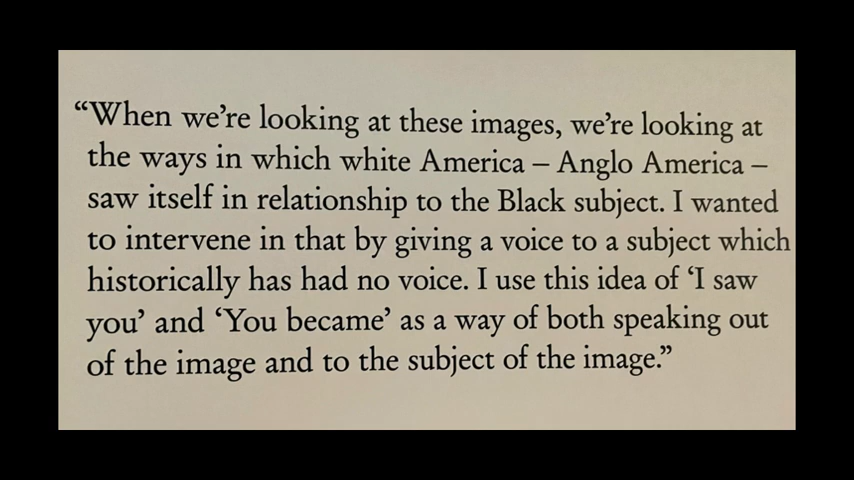 “When we’re looking at these images, we’re looking at
the ways in which white America – Anglo America –
saw itself in relationship to the Black subject. I wanted
to intervene in that by giving a voice to a subject which
historically has had no voice. I use this idea of ‘I saw
you’ and ‘You became’ as a way of both speaking out
of the image and to the subject of the image.”